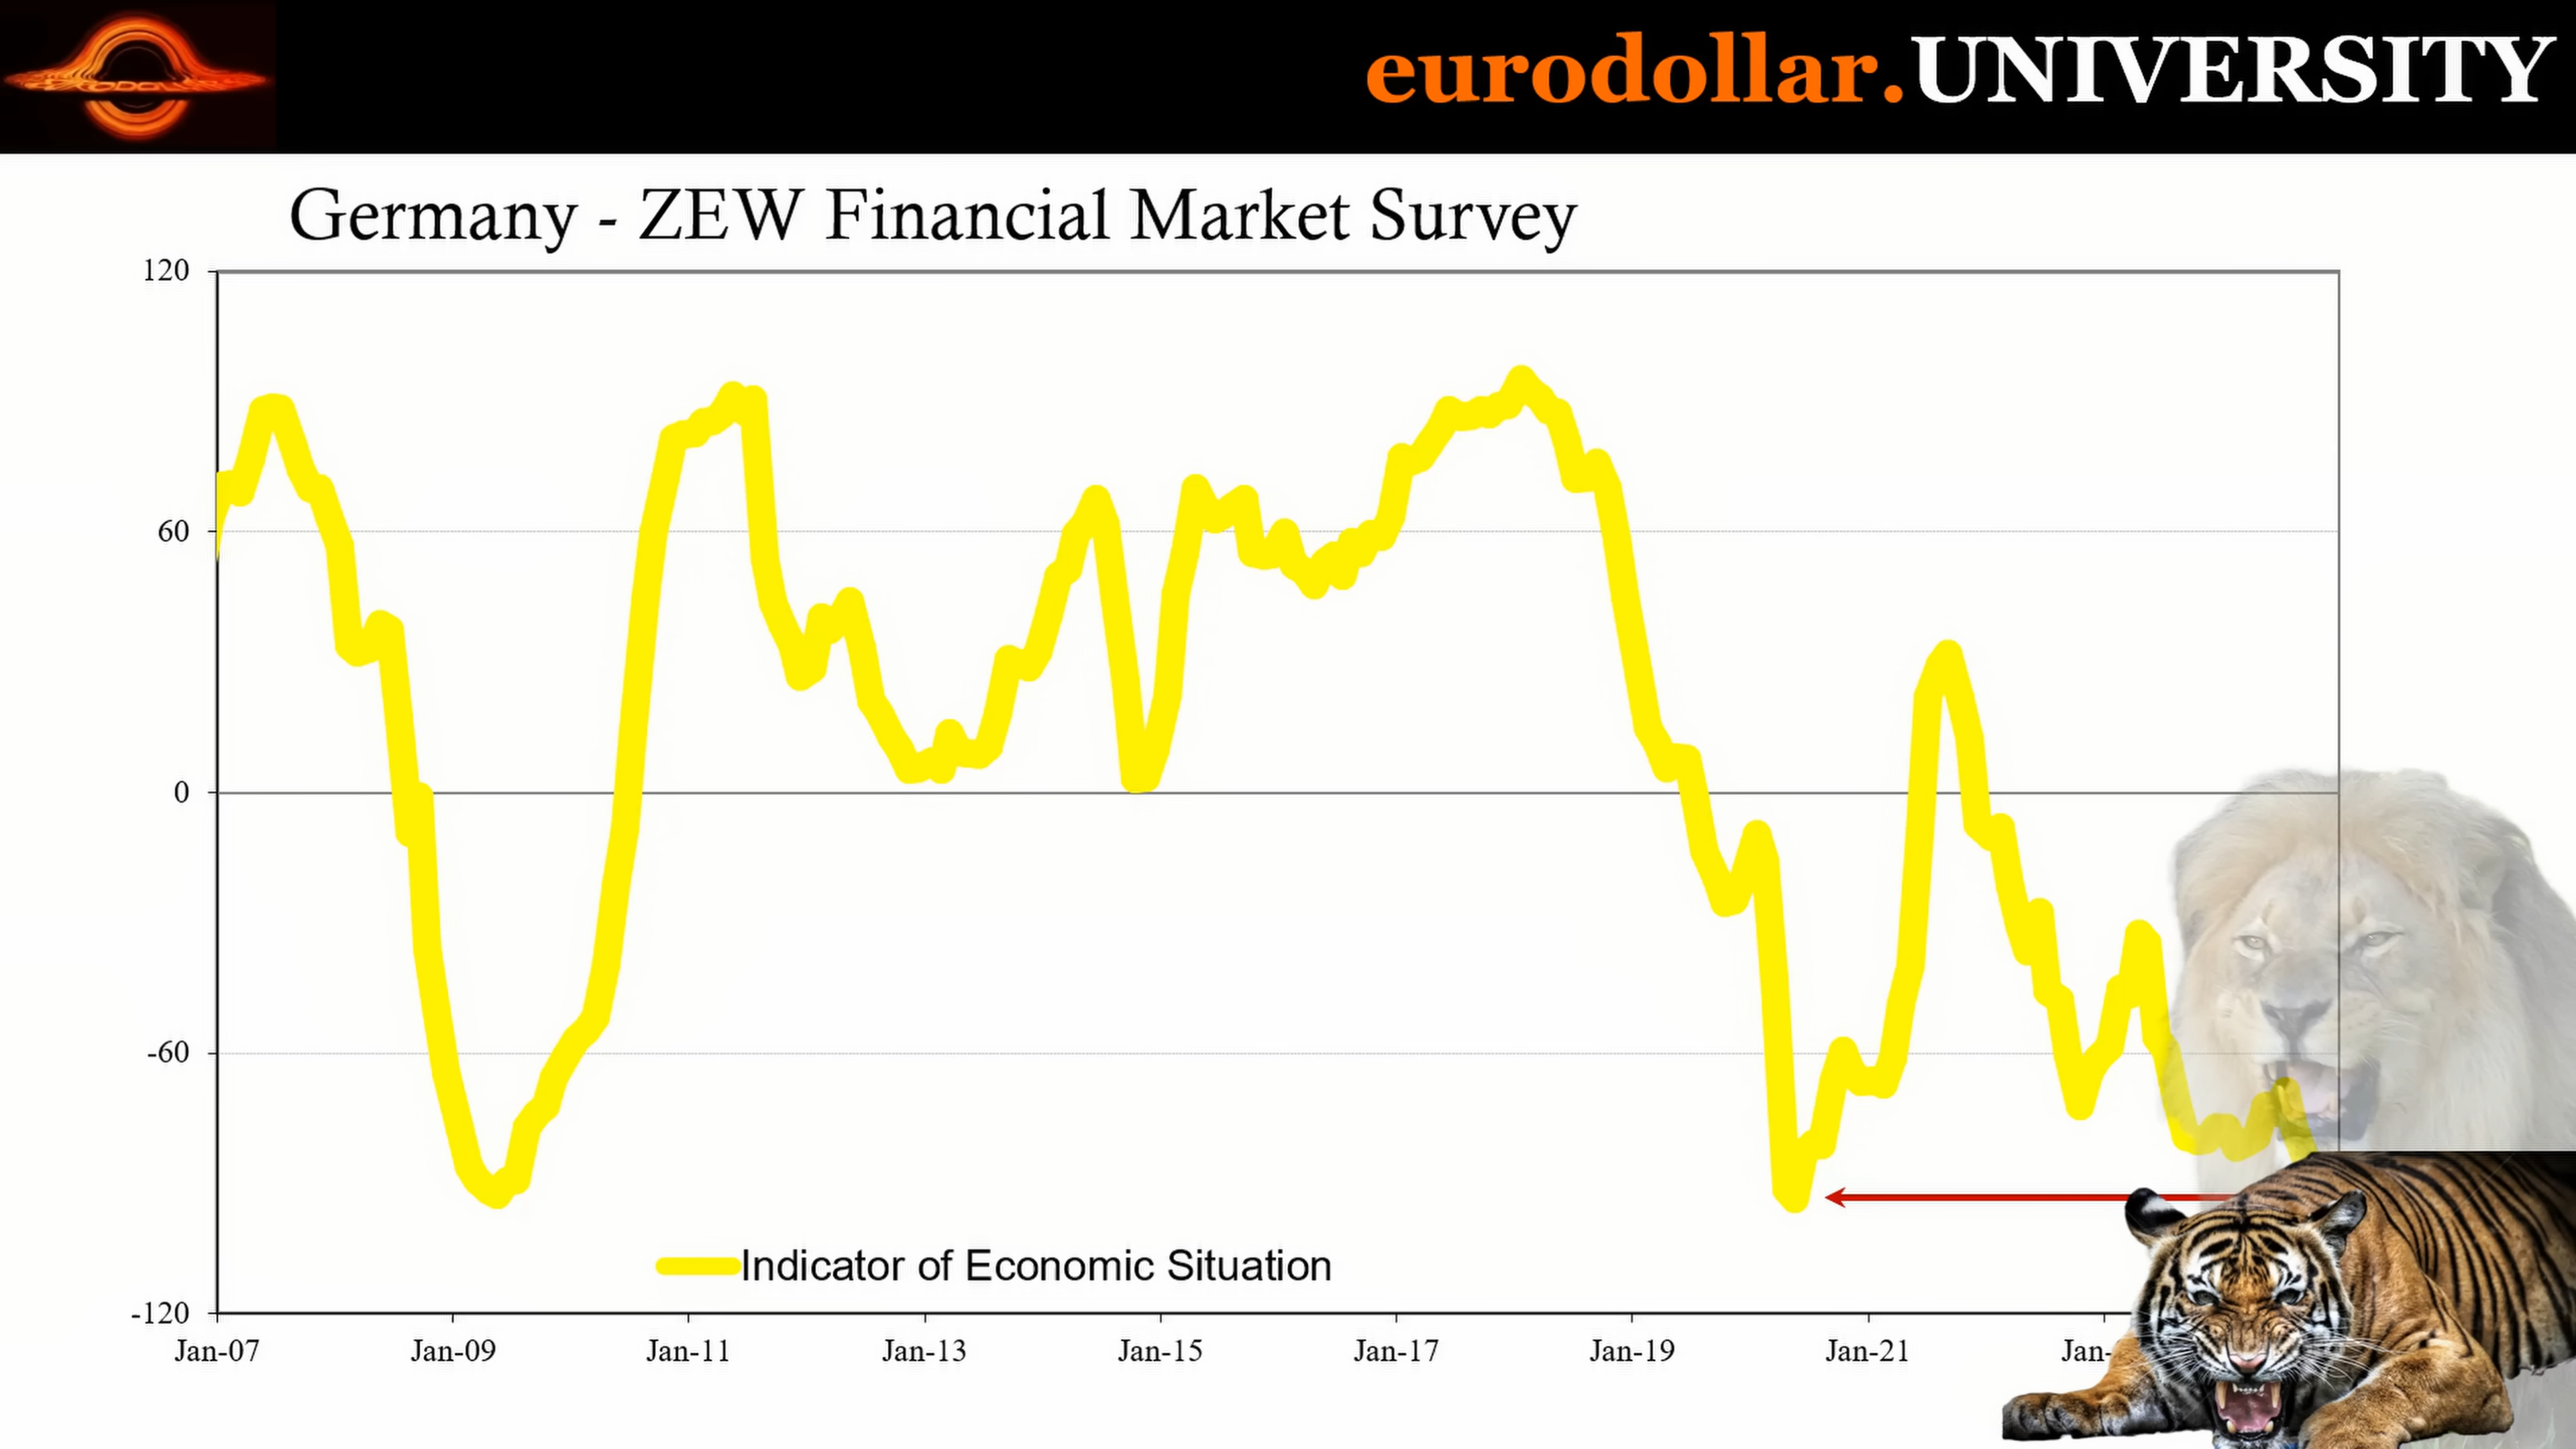 eurodollar.UNIVERSITY
Germany - ZEW Financial Market Survey
120
60
0
-60
-120
Indicator of Economic Situation
Jan-07 Jan-09 Jan-11 Jan-13 Jan-15 Jan-17 Jan-19 Jan-21 Jan-